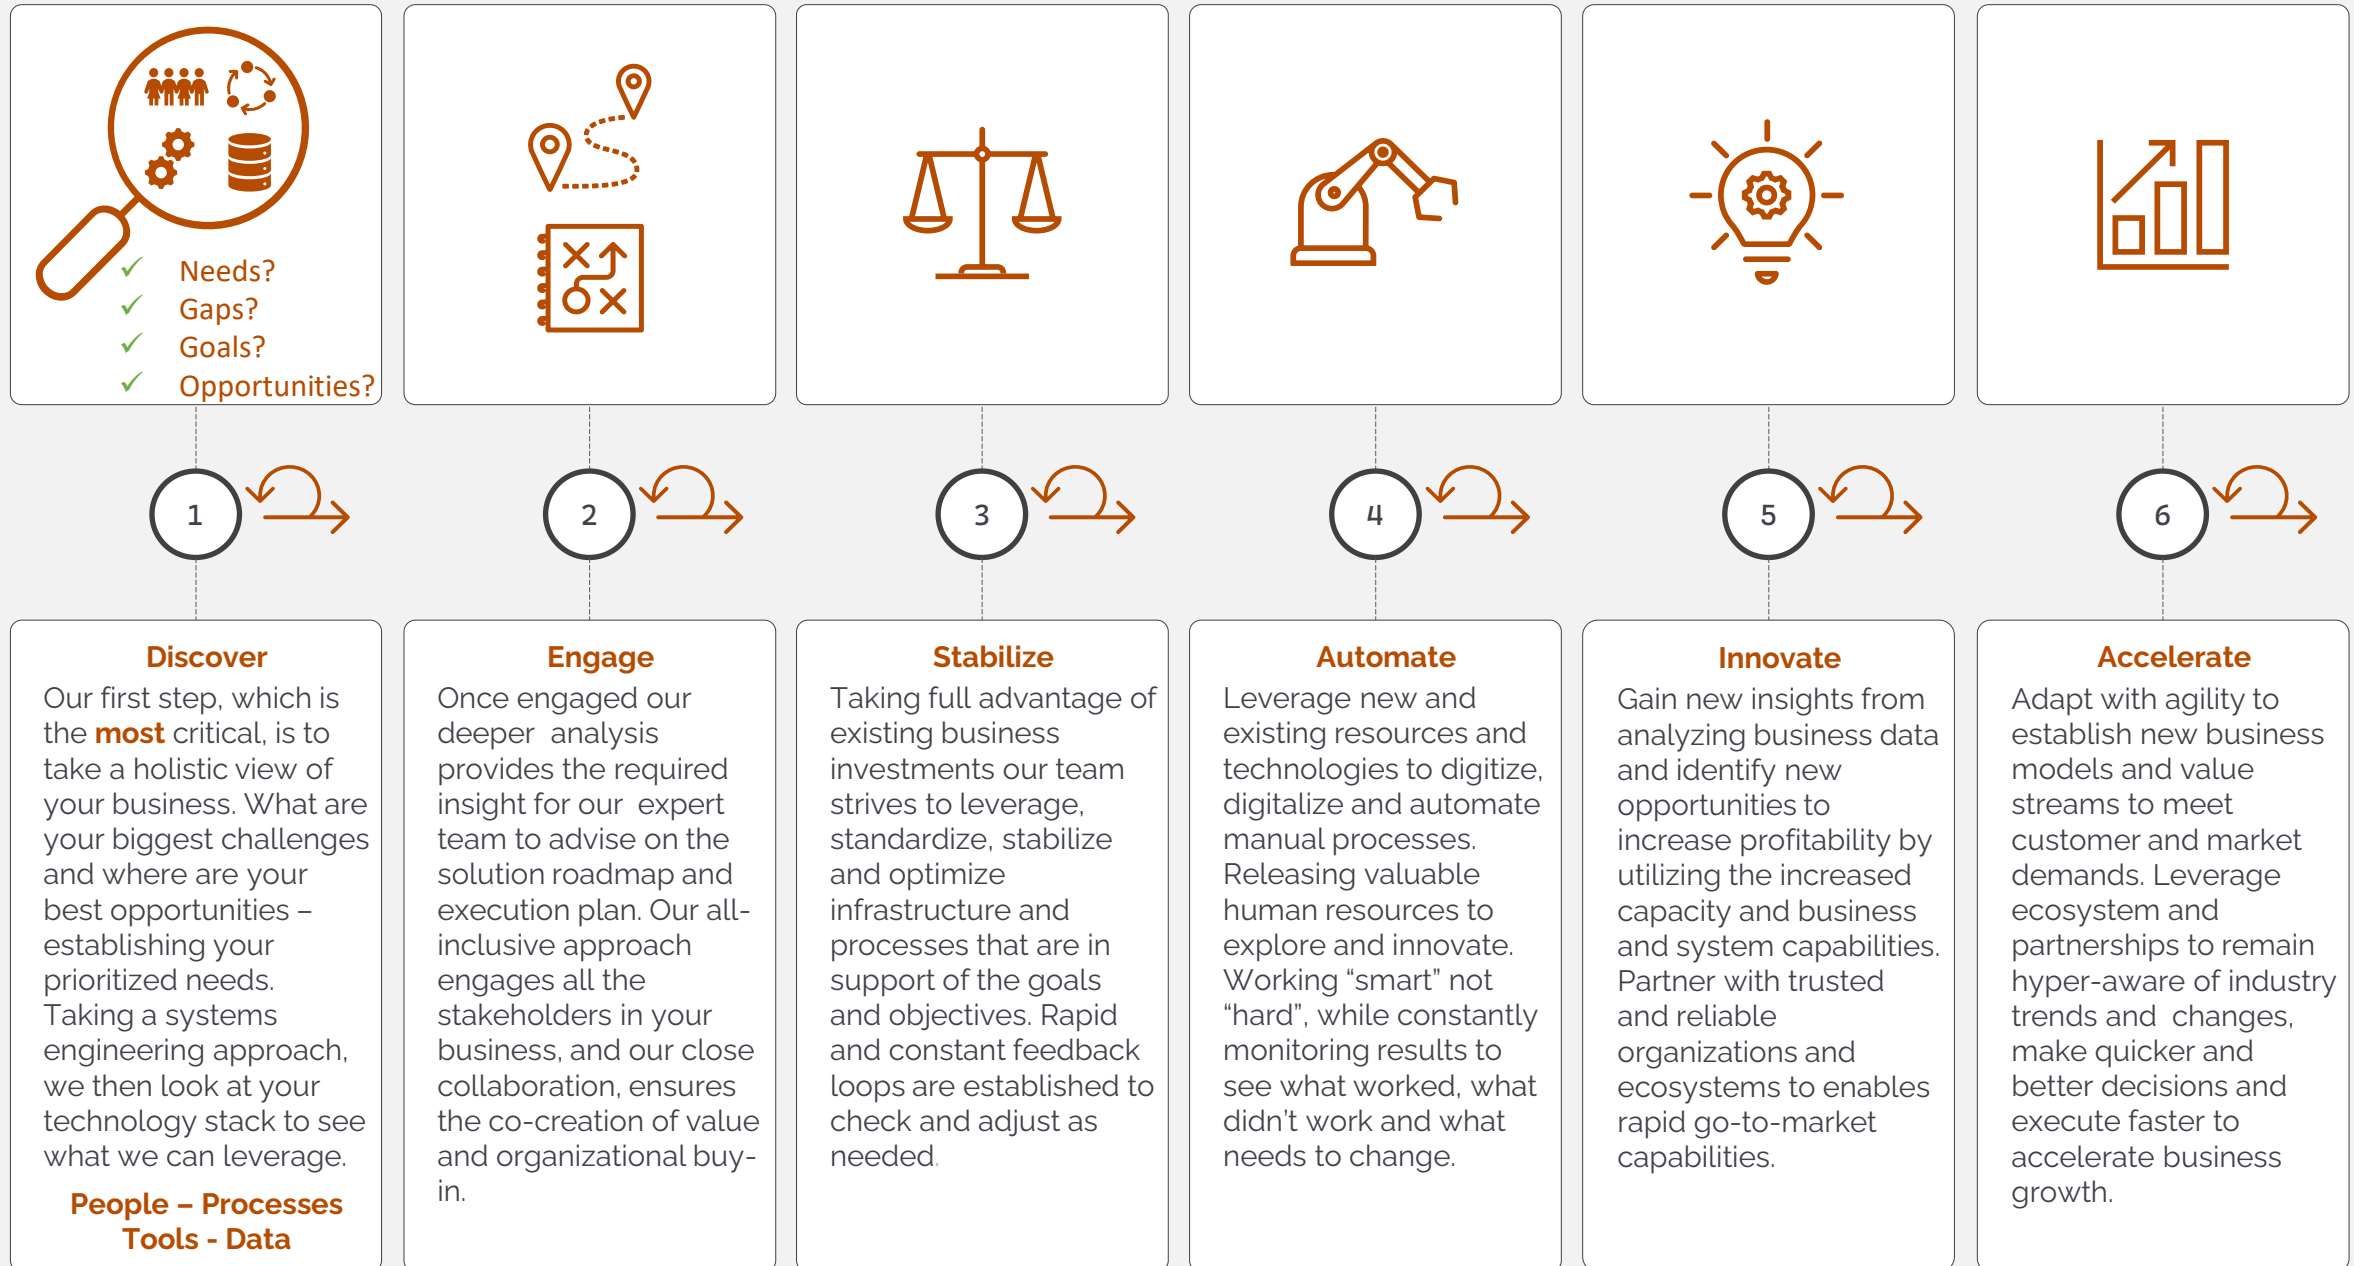 Needs?
Gaps?
Goals?
Opportunities?
1
2
3
4
5
6
Discover
Our first step, which is
the most critical, is to
take a holistic view of
your business. What are
your biggest challenges
and where are your
best opportunities –
establishing your
prioritized needs.
Taking a systems
engineering approach,
we then look at your
technology stack to see
what we can leverage.
People – Processes
Tools - Data
Engage
Once engaged our
deeper  analysis
provides the required
insight for our  expert
team to advise on the
solution roadmap and
execution plan. Our all-
inclusive approach
engages all the
stakeholders in your
business, and our close
collaboration, ensures
the co-creation of value
and organizational buy-
in.
Stabilize
Taking full advantage of
existing business
investments our team
strives to leverage,
standardize, stabilize
and optimize
infrastructure and
processes that are in
support of the goals
and objectives. Rapid
and constant feedback
loops are established to
check and adjust as
needed.
Automate
Leverage new and
existing resources and
technologies to digitize,
digitalize and automate
manual processes.
Releasing valuable
human resources to
explore and innovate.
Working “smart” not
“hard”, while constantly
monitoring results to
see what worked, what
didn’t work and what
needs to change.
Innovate
Gain new insights from
analyzing business data
and identify new
opportunities to
increase profitability by
utilizing the increased
capacity and business
and system capabilities.
Partner with trusted
and reliable
organizations and
ecosystems to enables
rapid go-to-market
capabilities.
Accelerate
Adapt with agility to
establish new business
models and value
streams to meet
customer and market
demands. Leverage
ecosystem and
partnerships to remain
hyper-aware of industry
trends and  changes,
make quicker and
better decisions and
execute faster to
accelerate business
growth.